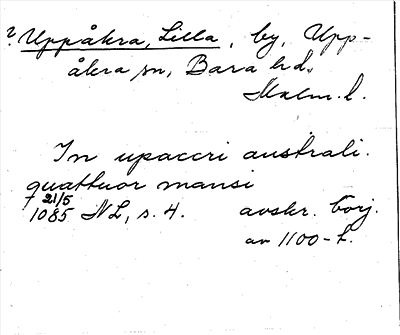 ? Uppåkra, Lilla, by, Upp-
åkra sn, Bara hd.
Malm. l.
In upaccri australi.
quattuor mansi
21/5
1085 NL, s. 4. avskr. börj.
av 1100-t.